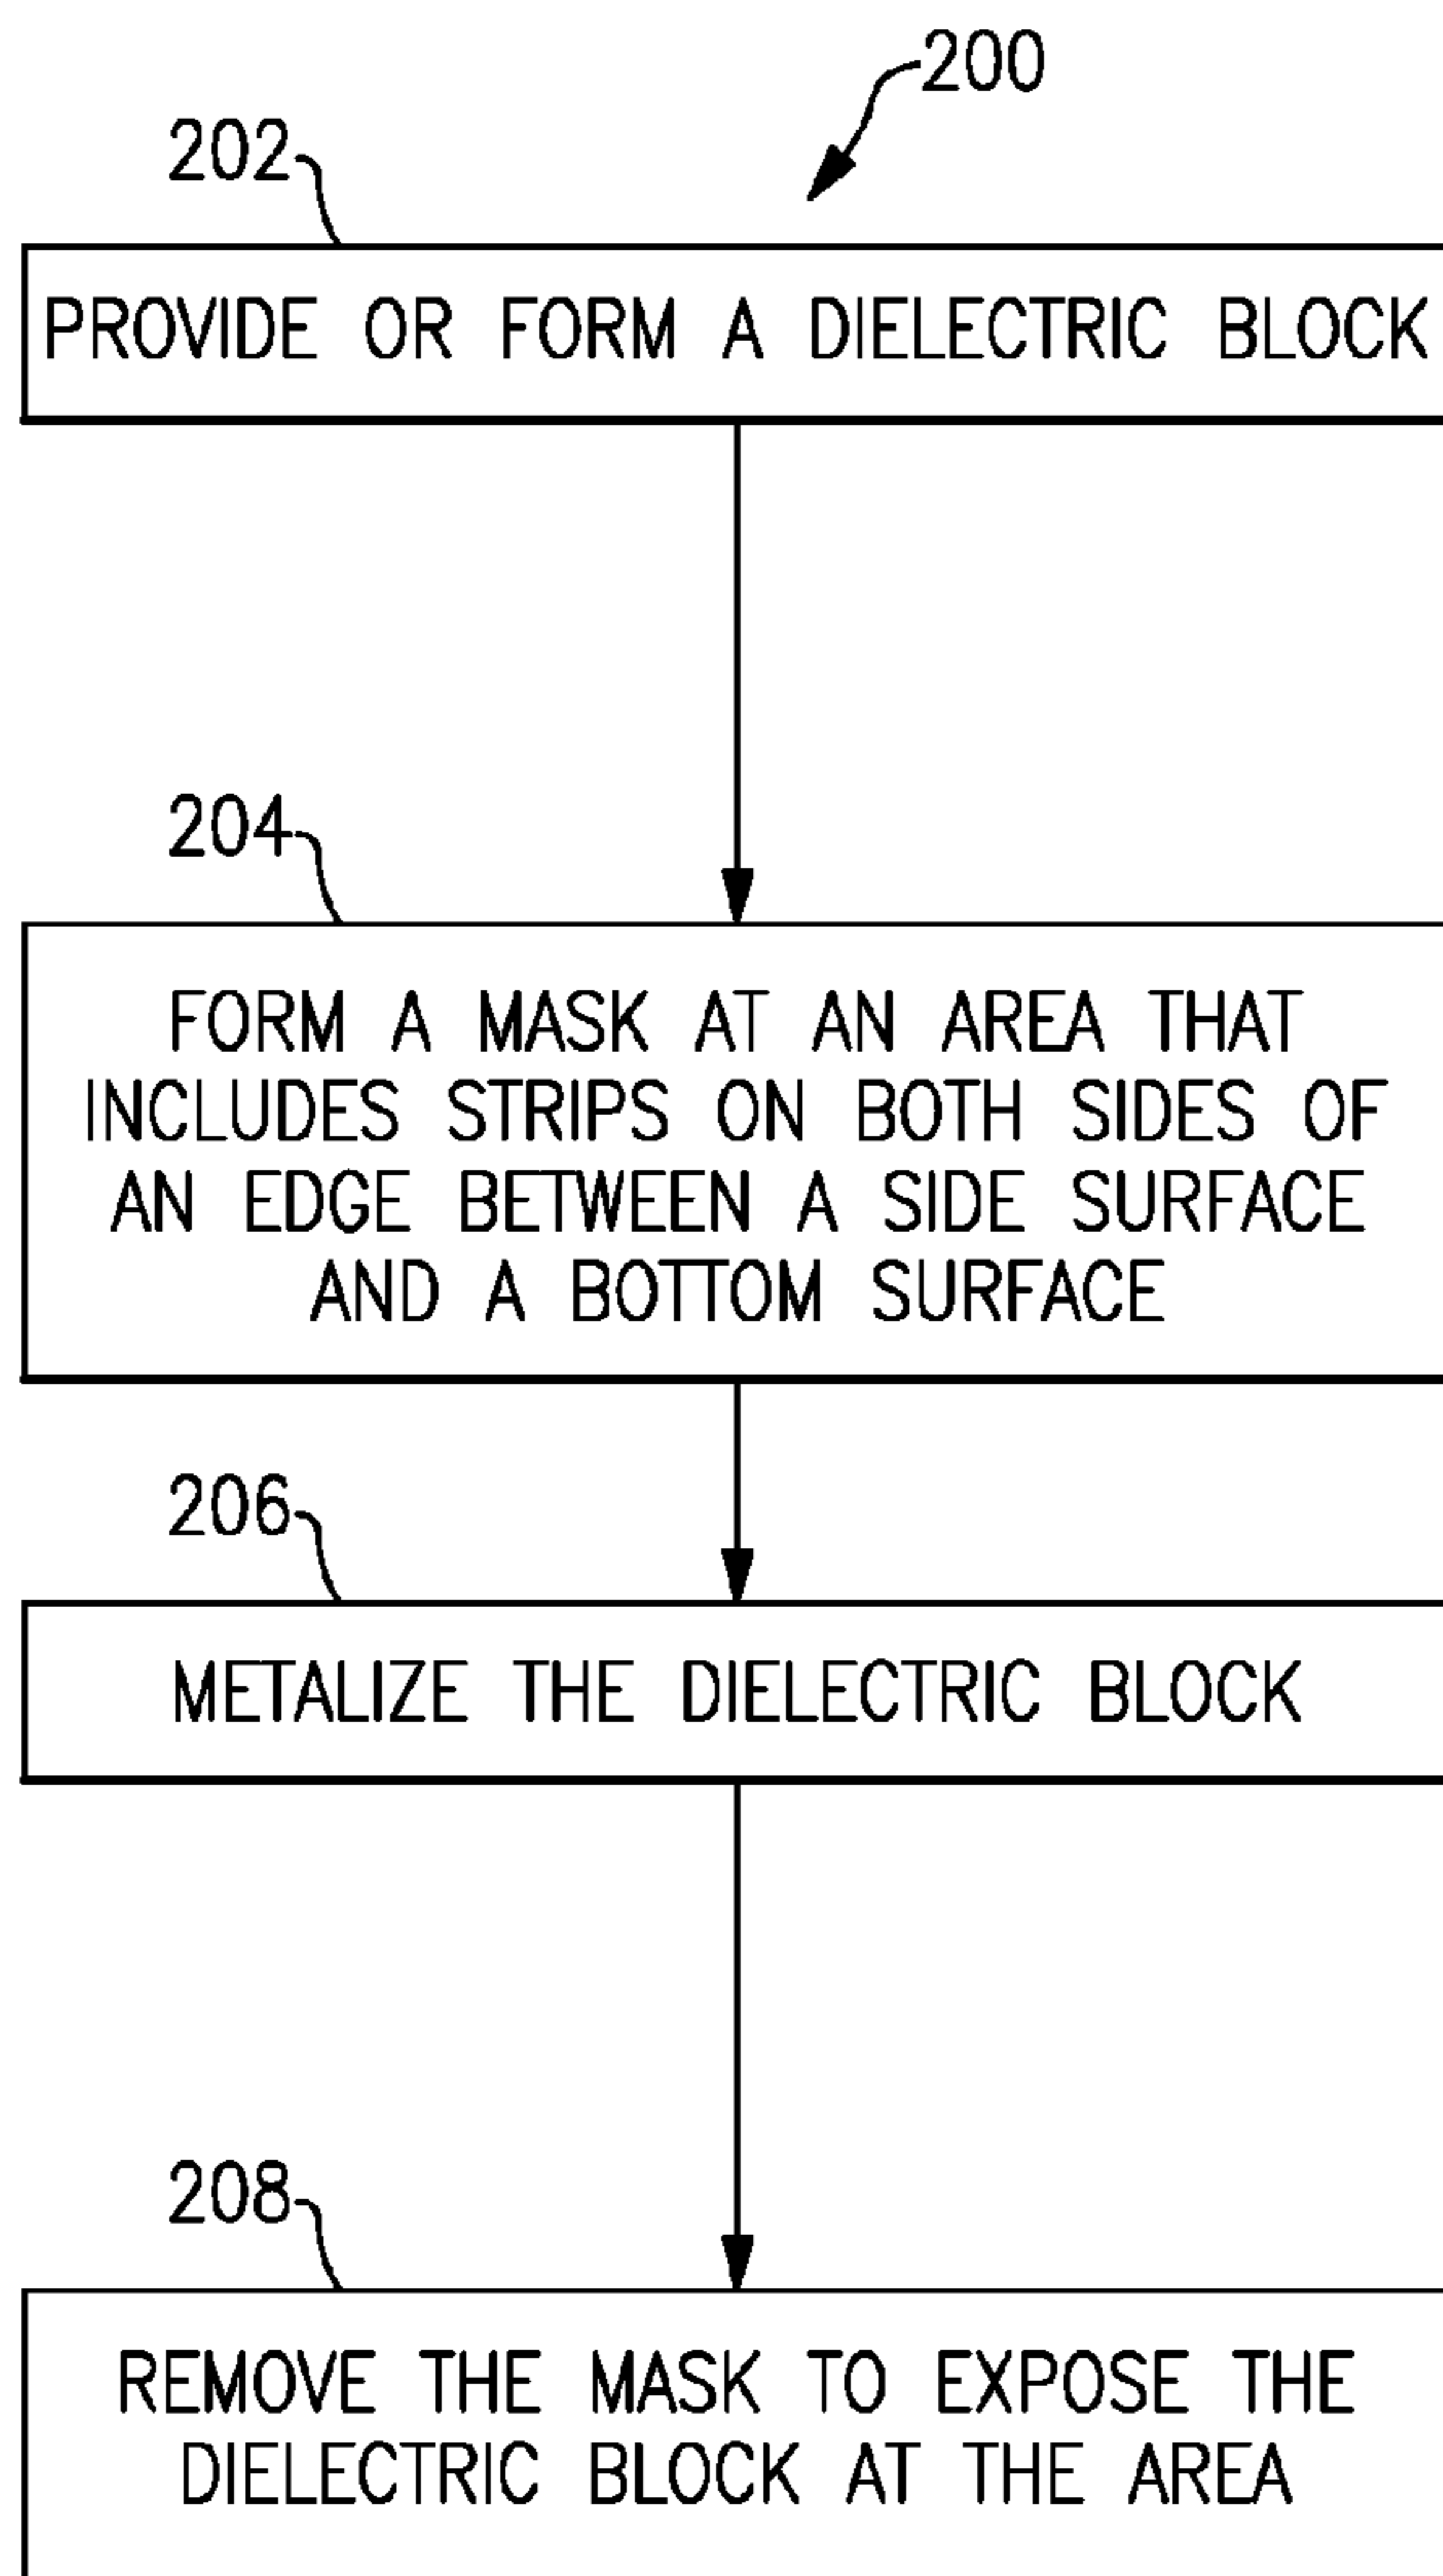 200
202
PROVIDE OR FORM A DIELECTRIC BLOCK
204
FORM A MASK AT AN AREA THAT
INCLUDES STRIPS ON BOTH SIDES OF
AN EDGE BETWEEN A SIDE SURFACE
AND A BOTTOM SURFACE
206
METALIZE THE DIELECTRIC BLOCK
208
REMOVE THE MASK TO EXPOSE THE
DIELECTRIC BLOCK AT THE AREA